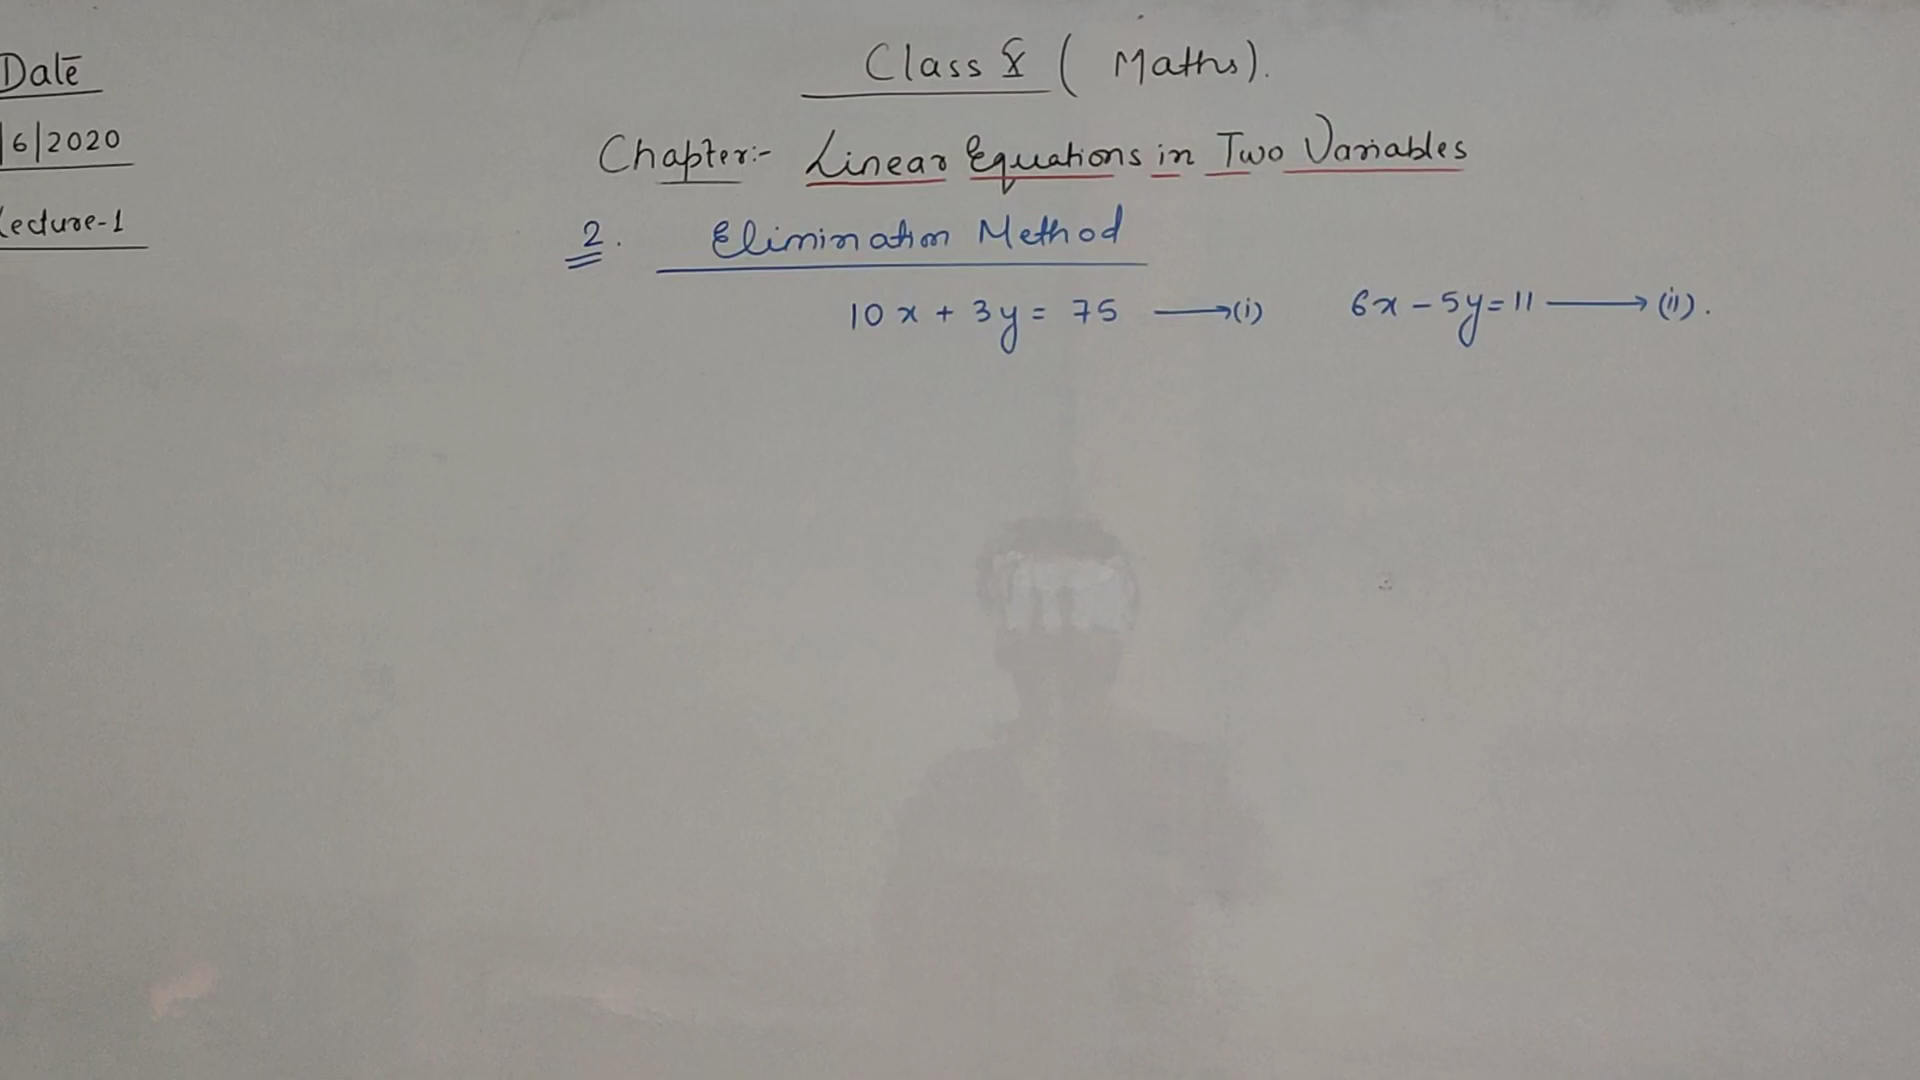 Date
/6/2020
Lecture-1
Class X ( Maths).
Chapter:- Linear Equations in Two Variables
2. Elimination Method
10x + 3y = 75 ⟶(i) 6x - 5y = 11 ⟶(ii).